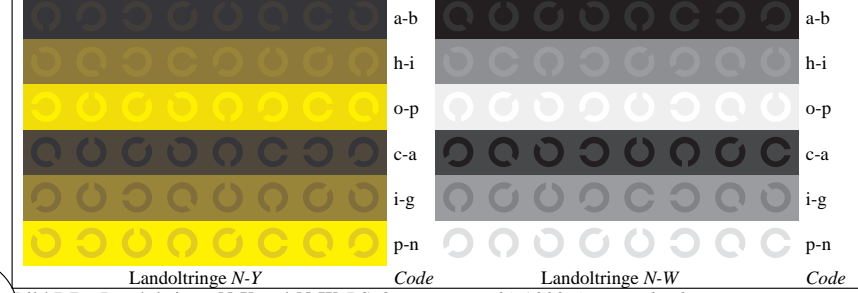 a-b a-b
h-i h-i
o-p o-p
c-a c-a
i-g i-g
p-n p-n
Landoltringe N-Y Code Landoltringe N-W Code